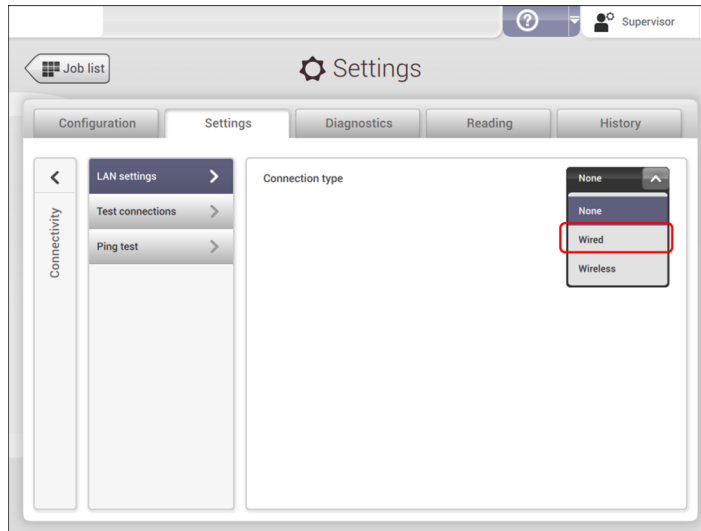 Supervisor
Job list
Settings
Configuration
Settings
Diagnostics
Reading
History
Connectivity
LAN settings
Test connections
Ping test
Connection type
None
None
Wired
Wireless